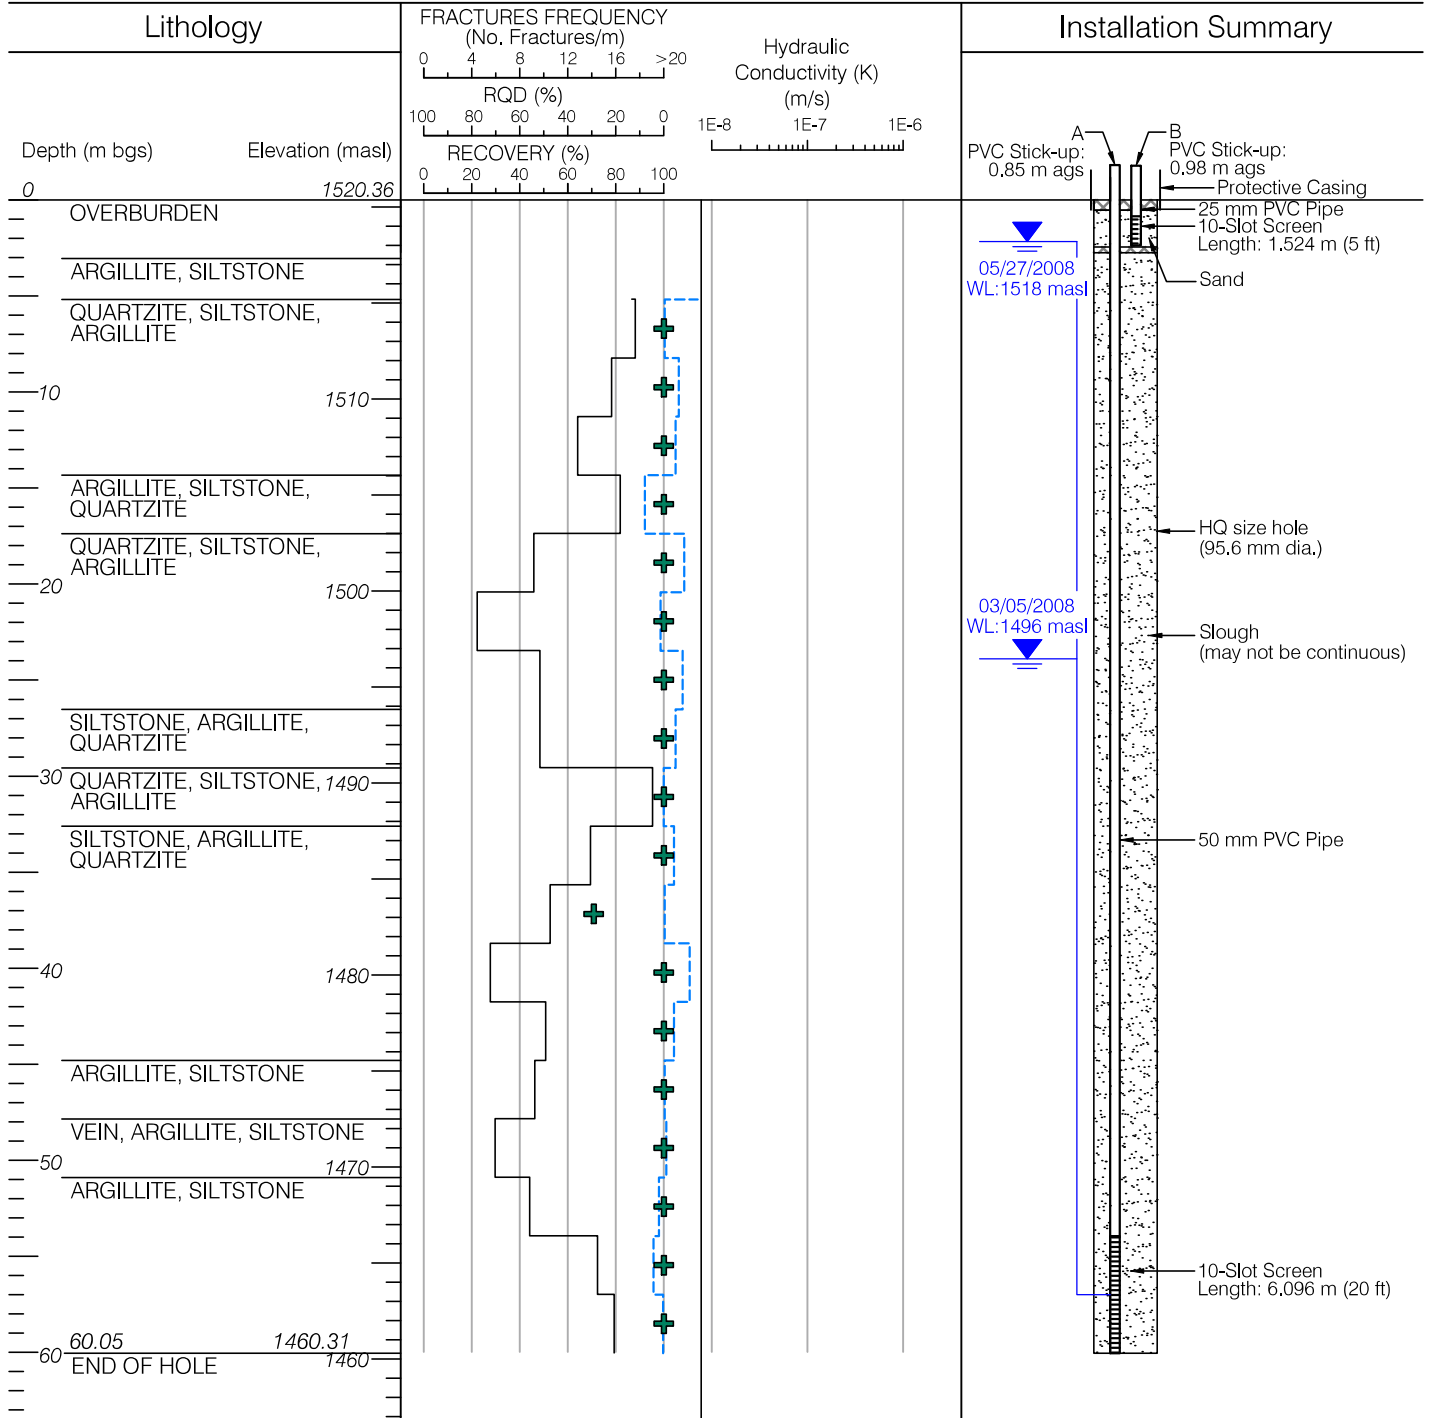 Lithology
Depth (m bgs)
Elevation (masl)
0
1520.36
OVERBURDEN
ARGILLITE, SILTSTONE
QUARTZITE, SILTSTONE,
ARGILLITE
10
1510
ARGILLITE, SILTSTONE,
QUARTZITE
QUARTZITE, SILTSTONE,
ARGILLITE
20
1500
SILTSTONE, ARGILLITE,
QUARTZITE
30
QUARTZITE, SILTSTONE,
1490
ARGILLITE
SILTSTONE, ARGILLITE,
QUARTZITE
40
1480
ARGILLITE, SILTSTONE
VEIN, ARGILLITE, SILTSTONE
50
1470
ARGILLITE, SILTSTONE
60.05
1460.31
60
1460
END OF HOLE
FRACTURES FREQUENCY
(No. Fractures/m)
0 4 8 12 16 >20
RQD (%)
100 80 60 40 20 0
RECOVERY (%)
0 20 40 60 80 100
Hydraulic
Conductivity (K)
(m/s)
1E-8 1E-7 1E-6
Installation Summary
A
B
PVC Stick-up:
0.85 m ags
PVC Stick-up:
0.98 m ags
Protective Casing
25 mm PVC Pipe
10-Slot Screen
Length: 1.524 m (5 ft)
Sand
05/27/2008
WL:1518 masl
HQ size hole
(95.6 mm dia.)
03/05/2008
WL:1496 masl
Slough
(may not be continuous)
50 mm PVC Pipe
10-Slot Screen
Length: 6.096 m (20 ft)